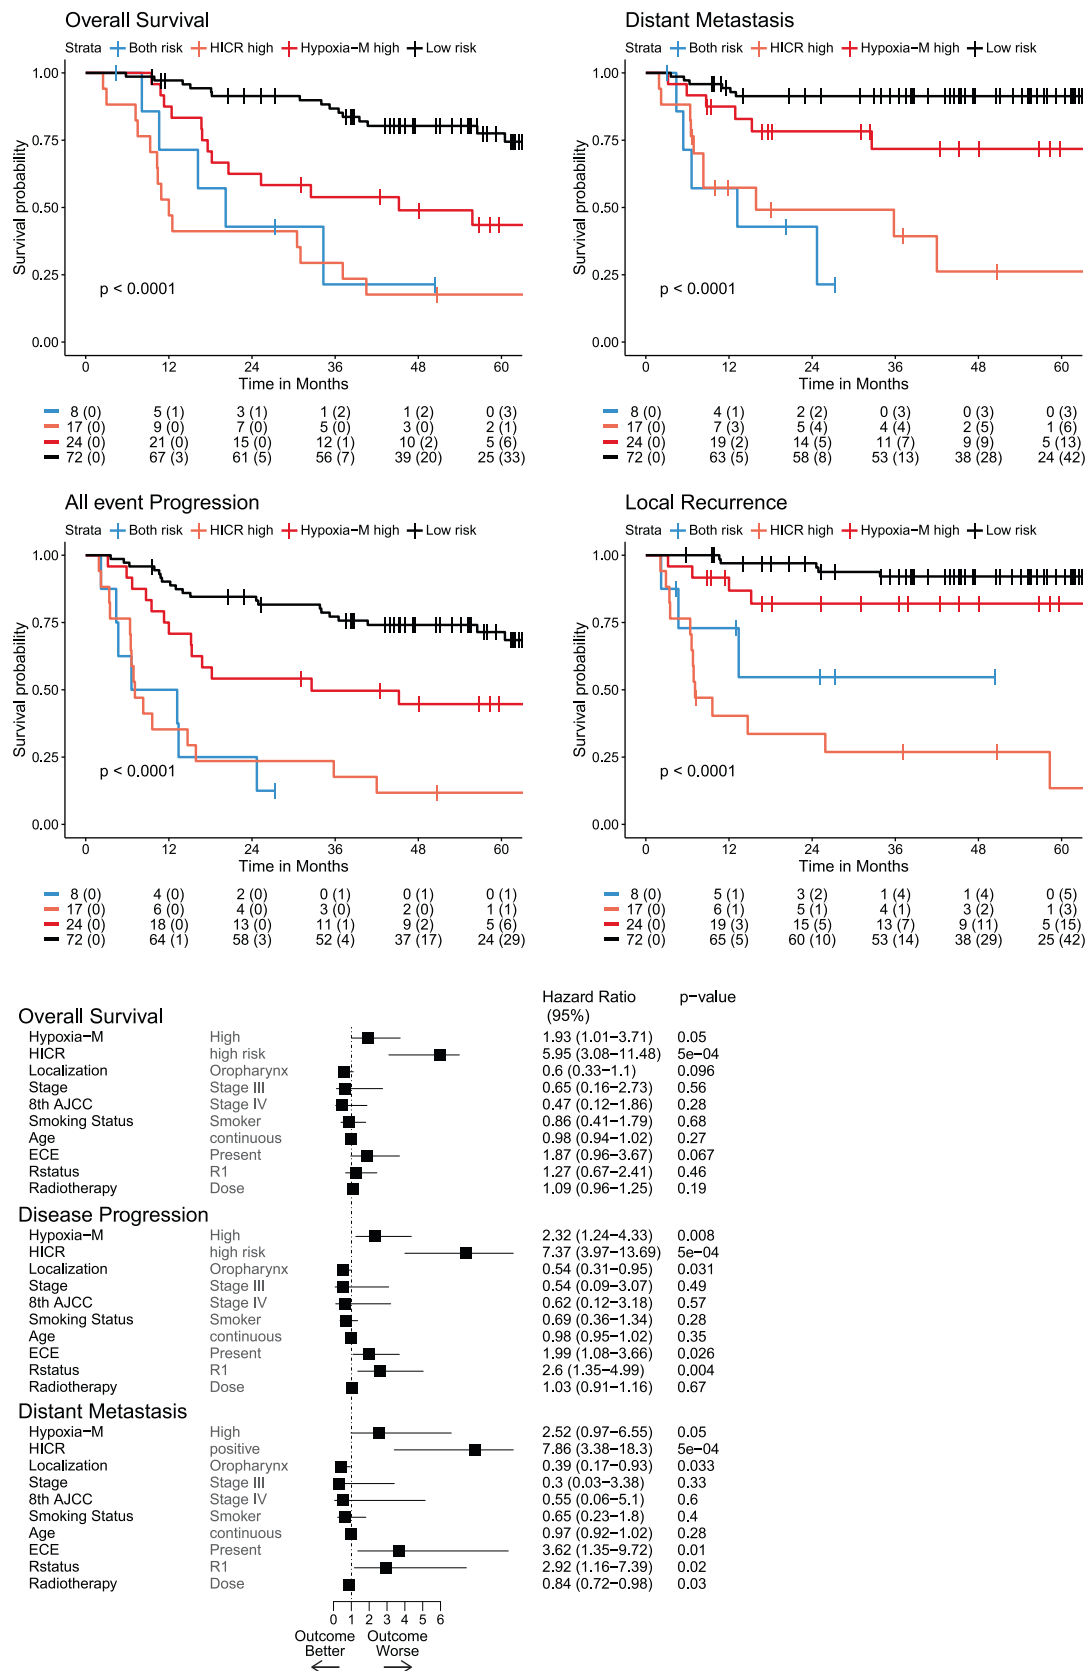 Overall Survival
Strata Both risk HICR high Hypoxia-M high Low risk
Survival probability
1.00
0.75
0.50
0.25
0.00
p < 0.0001
0 12 24 36 48 60
Time in Months
8 (0) 5 (1) 3 (1) 1 (2) 1 (2) 0 (3)
17 (0) 9 (0) 7 (0) 5 (0) 3 (0) 2 (1)
24 (0) 21 (0) 15 (0) 12 (1) 10 (2) 5 (6)
72 (0) 67 (3) 61 (5) 56 (7) 39 (20) 25 (33)
Distant Metastasis
Strata Both risk HICR high Hypoxia-M high Low risk
Survival probability
1.00
0.75
0.50
0.25
0.00
p < 0.0001
0 12 24 36 48 60
Time in Months
8 (0) 4 (1) 2 (2) 0 (3) 0 (3) 0 (3)
17 (0) 7 (3) 5 (4) 4 (4) 2 (5) 1 (6)
24 (0) 19 (2) 14 (5) 11 (7) 9 (9) 5 (13)
72 (0) 63 (5) 58 (8) 53 (13) 38 (28) 24 (42)
All event Progression
Strata Both risk HICR high Hypoxia-M high Low risk
Survival probability
1.00
0.75
0.50
0.25
0.00
p < 0.0001
0 12 24 36 48 60
Time in Months
8 (0) 4 (0) 2 (0) 0 (1) 0 (1) 0 (1)
17 (0) 6 (0) 4 (0) 3 (0) 2 (0) 1 (1)
24 (0) 18 (0) 13 (0) 11 (1) 9 (2) 5 (6)
72 (0) 64 (1) 58 (3) 52 (4) 37 (17) 24 (29)
Local Recurrence
Strata Both risk HICR high Hypoxia-M high Low risk
Survival probability
1.00
0.75
0.50
0.25
0.00
p < 0.0001
0 12 24 36 48 60
Time in Months
8 (0) 5 (1) 3 (2) 1 (4) 1 (4) 0 (5)
17 (0) 6 (1) 5 (1) 4 (1) 3 (2) 1 (3)
24 (0) 19 (3) 15 (5) 13 (7) 9 (11) 5 (15)
72 (0) 65 (5) 60 (10) 53 (14) 38 (29) 25 (42)
Hazard Ratio p-value
(95%)
Overall Survival
Hypoxia-M High 1.93 (1.01-3.71) 0.05
HICR high risk 5.95 (3.08-11.48) 5e-04
Localization Oropharynx 0.6 (0.33-1.1) 0.096
Stage Stage III 0.65 (0.16-2.73) 0.56
8th AJCC Stage IV 0.47 (0.12-1.86) 0.28
Smoking Status Smoker 0.86 (0.41-1.79) 0.68
Age continuous 0.98 (0.94-1.02) 0.27
ECE Present 1.87 (0.96-3.67) 0.067
Rstatus R1 1.27 (0.67-2.41) 0.46
Radiotherapy Dose 1.09 (0.96-1.25) 0.19
Disease Progression
Hypoxia-M High 2.32 (1.24-4.33) 0.008
HICR high risk 7.37 (3.97-13.69) 5e-04
Localization Oropharynx 0.54 (0.31-0.95) 0.031
Stage Stage III 0.54 (0.09-3.07) 0.49
8th AJCC Stage IV 0.62 (0.12-3.18) 0.57
Smoking Status Smoker 0.69 (0.36-1.34) 0.28
Age continuous 0.98 (0.95-1.02) 0.35
ECE Present 1.99 (1.08-3.66) 0.026
Rstatus R1 2.6 (1.35-4.99) 0.004
Radiotherapy Dose 1.03 (0.91-1.16) 0.67
Distant Metastasis
Hypoxia-M High 2.52 (0.97-6.55) 0.05
HICR positive 7.86 (3.38-18.3) 5e-04
Localization Oropharynx 0.39 (0.17-0.93) 0.033
Stage Stage III 0.3 (0.03-3.38) 0.33
8th AJCC Stage IV 0.55 (0.06-5.1) 0.6
Smoking Status Smoker 0.65 (0.23-1.8) 0.4
Age continuous 0.97 (0.92-1.02) 0.28
ECE Present 3.62 (1.35-9.72) 0.01
Rstatus R1 2.92 (1.16-7.39) 0.02
Radiotherapy Dose 0.84 (0.72-0.98) 0.03
0 1 2 3 4 5 6
Outcome Outcome
Better Worse